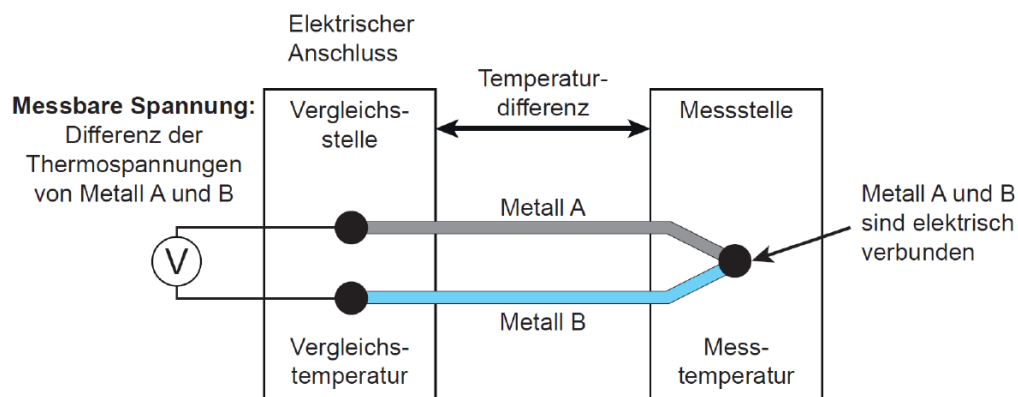 Elektrischer
Anschluss
Messbare Spannung:
Differenz der
Thermospannungen
von Metall A und B
Vergleichs-
stelle
Temperatur-
differenz
Messstelle
Metall A
Metall A und B
sind elektrisch
verbunden
V
Metall B
Vergleichs-
temperatur
Mess-
temperatur